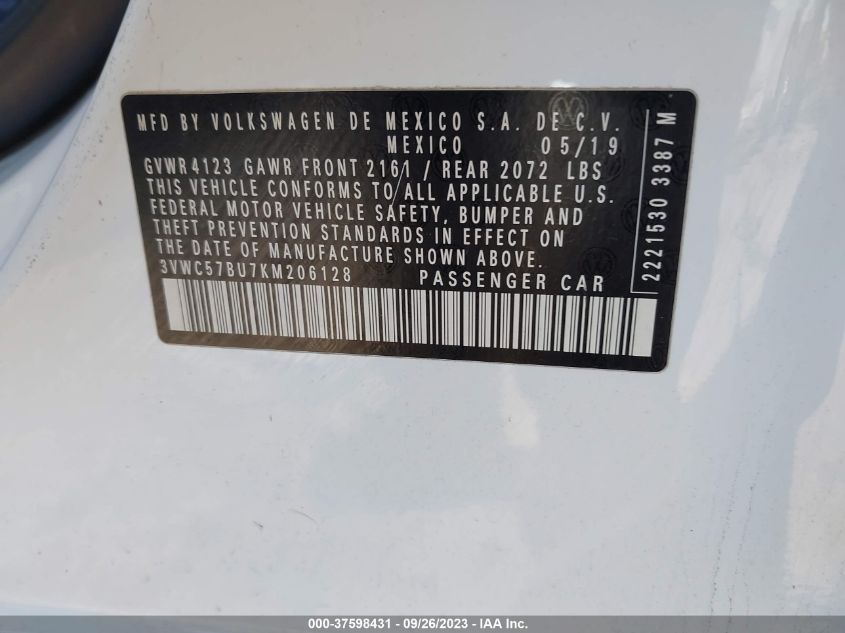 MFD BY VOLKSWAGEN DE MEXICO S.A. DE C.V.
MEXICO 05/19
GVWR 4123 GAWR FRONT 2161 / REAR 2072 LBS
THIS VEHICLE CONFORMS TO ALL APPLICABLE U.S.
FEDERAL MOTOR VEHICLE SAFETY, BUMPER AND
THEFT PREVENTION STANDARDS IN EFFECT ON
THE DATE OF MANUFACTURE SHOWN ABOVE.
3VWC57BU7KM206128 PASSENGER CAR
2221530 3387 M
000-37598431 - 09/26/2023 - IAA Inc.